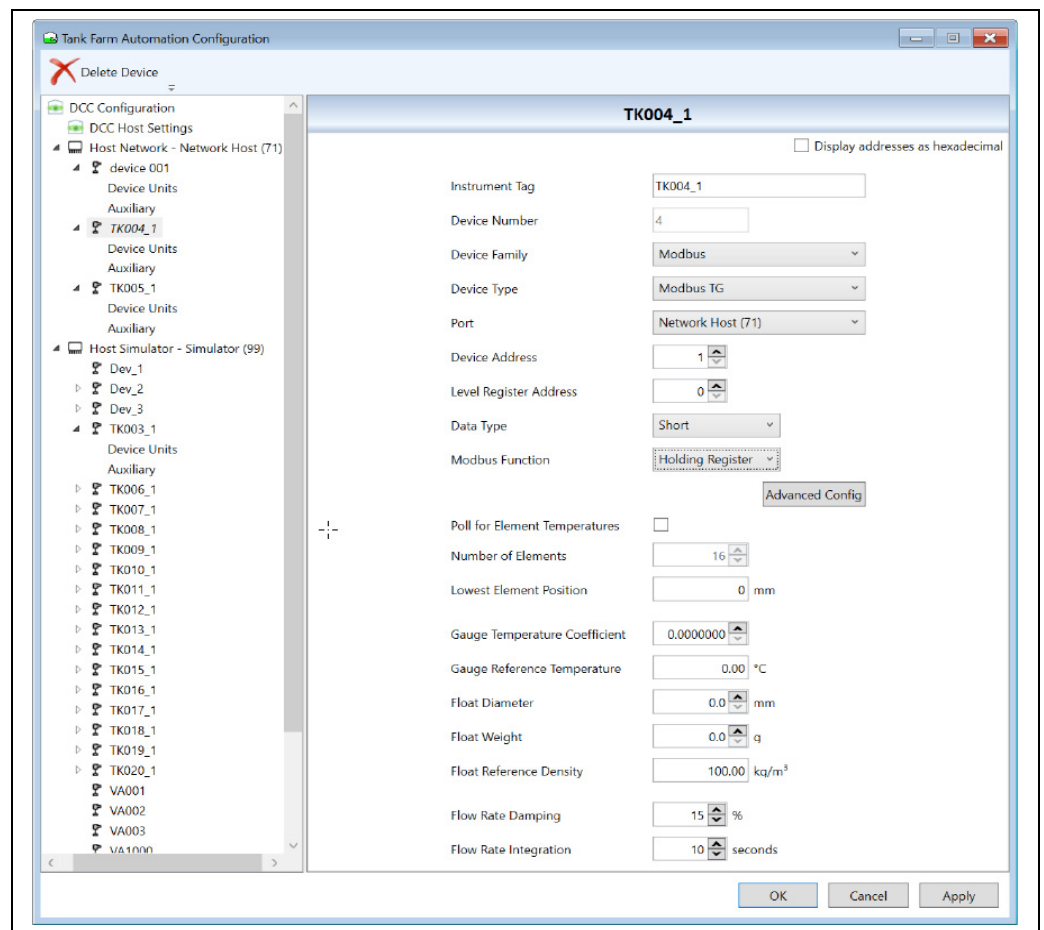 Tank Farm Automation Configuration
Delete Device
DCC Configuration
DCC Host Settings
Host Network - Network Host (71)
device 001
Device Units
Auxiliary
TK004_1
Device Units
Auxiliary
TK005_1
Device Units
Auxiliary
Host Simulator - Simulator (99)
Dev_1
Dev_2
Dev_3
TK003_1
Device Units
Auxiliary
TK006_1
TK007_1
TK008_1
TK009_1
TK010_1
TK011_1
TK012_1
TK013_1
TK014_1
TK015_1
TK016_1
TK017_1
TK018_1
TK019_1
TK020_1
VA001
VA002
VA003
VA1000
TK004_1
Display addresses as hexadecimal
Instrument Tag TK004_1
Device Number 4
Device Family Modbus
Device Type Modbus TG
Port Network Host (71)
Device Address 1
Level Register Address 0
Data Type Short
Modbus Function Holding Register
Advanced Config
Poll for Element Temperatures
Number of Elements 16
Lowest Element Position 0 mm
Gauge Temperature Coefficient 0.0000000
Gauge Reference Temperature 0.00 °C
Float Diameter 0.0 mm
Float Weight 0.0 g
Float Reference Density 100.00 kg/m³
Flow Rate Damping 15 %
Flow Rate Integration 10 seconds
OK Cancel Apply